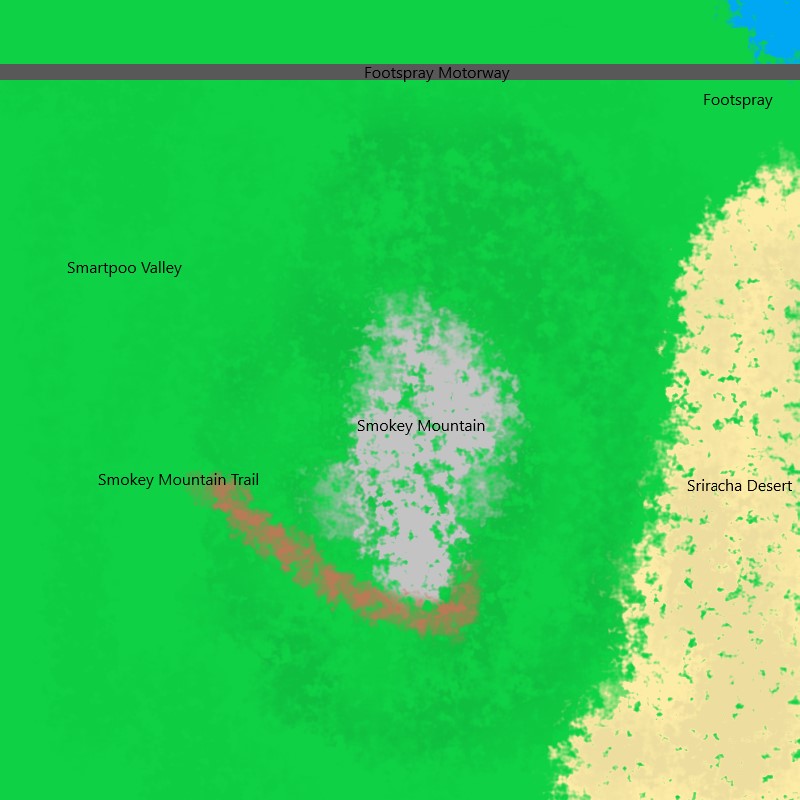 Footspray Motorway
Footspray
Smartpoo Valley
Smokey Mountain
Smokey Mountain Trail
Sriracha Desert